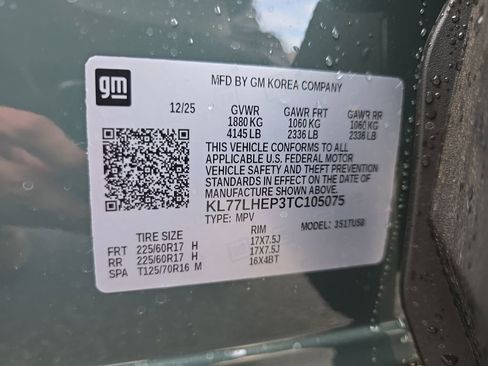 gm
MFD BY GM KOREA COMPANY
12/25 GVWR GAWR FRT GAWR RR
1880 KG 1060 KG 1060 KG
4145 LB 2336 LB 2336 LB
THIS VEHICLE CONFORMS TO ALL
APPLICABLE U.S. FEDERAL MOTOR
VEHICLE SAFETY AND THEFT PREVENTION
STANDARDS IN EFFECT ON THE DATE OF
MANUFACTURE SHOWN ABOVE.
KL77LHEP3TC105075
TYPE: MPV MODEL: 3S1TU58
TIRE SIZE RIM
FRT 225/60R17 H 17X7.5J
RR 225/60R17 H 17X7.5J
SPA T125/70R16 M 16X4BT